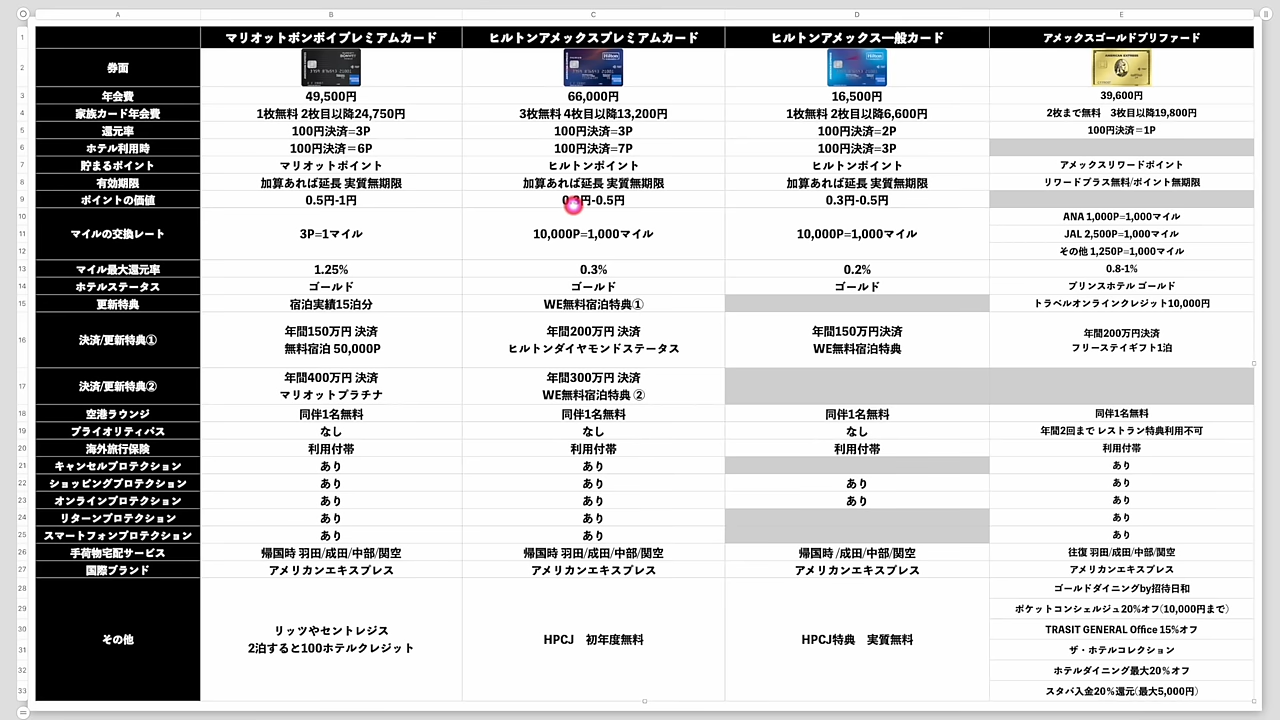 A B C D E
1 マリオットボンボイプレミアムカード ヒルトンアメックスプレミアムカード ヒルトンアメックス一般カード アメックスゴールドプリファード
2 券面
3 年会費 49,500円 66,000円 16,500円 39,600円
4 家族カード年会費 1枚無料 2枚目以降24,750円 3枚無料 4枚目以降13,200円 1枚無料 2枚目以降6,600円 2枚まで無料　3枚目以降19,800円
5 還元率 100円決済=3P 100円決済=3P 100円決済=2P 100円決済=1P
6 ホテル利用時 100円決済=6P 100円決済=7P 100円決済=3P
7 貯まるポイント マリオットポイント ヒルトンポイント ヒルトンポイント アメックスリワードポイント
8 有効期限 加算あれば延長 実質無期限 加算あれば延長 実質無期限 加算あれば延長 実質無期限 リワードプラス無料/ポイント無期限
9 ポイントの価値 0.5円-1円 0.3円-0.5円 0.3円-0.5円
10 ANA 1,000P=1,000マイル
11 マイルの交換レート 3P=1マイル 10,000P=1,000マイル 10,000P=1,000マイル JAL 2,500P=1,000マイル
12 その他 1,250P=1,000マイル
13 マイル最大還元率 1.25% 0.3% 0.2% 0.8-1%
14 ホテルステータス ゴールド ゴールド ゴールド プリンスホテル ゴールド
15 更新特典 宿泊実績15泊分 WE無料宿泊特典① トラベルオンラインクレジット10,000円
16 決済/更新特典① 年間150万円 決済 年間200万円 決済 年間150万円決済 年間200万円決済
無料宿泊 50,000P ヒルトンダイヤモンドステータス WE無料宿泊特典 フリーステイギフト1泊
17 決済/更新特典② 年間400万円 決済 年間300万円 決済
マリオットプラチナ WE無料宿泊特典 ②
18 空港ラウンジ 同伴1名無料 同伴1名無料 同伴1名無料 同伴1名無料
19 プライオリティパス なし なし なし 年間2回まで レストラン特典利用不可
20 海外旅行保険 利用付帯 利用付帯 利用付帯 利用付帯
21 キャンセルプロテクション あり あり あり
22 ショッピングプロテクション あり あり あり あり
23 オンラインプロテクション あり あり あり あり
24 リターンプロテクション あり あり あり
25 スマートフォンプロテクション あり あり あり
26 手荷物宅配サービス 帰国時 羽田/成田/中部/関空 帰国時 羽田/成田/中部/関空 帰国時 /成田/中部/関空 往復 羽田/成田/中部/関空
27 国際ブランド アメリカンエキスプレス アメリカンエキスプレス アメリカンエキスプレス アメリカンエキスプレス
28 ゴールドダイニングby招待日和
29 ポケットコンシェルジュ20%オフ(10,000円まで)
30 その他 リッツやセントレジス HPCJ　初年度無料 HPCJ特典　実質無料 TRASIT GENERAL Office 15%オフ
31 2泊すると100ホテルクレジット ザ・ホテルコレクション
32 ホテルダイニング最大20%オフ
33 スタバ入金20%還元(最大5,000円)